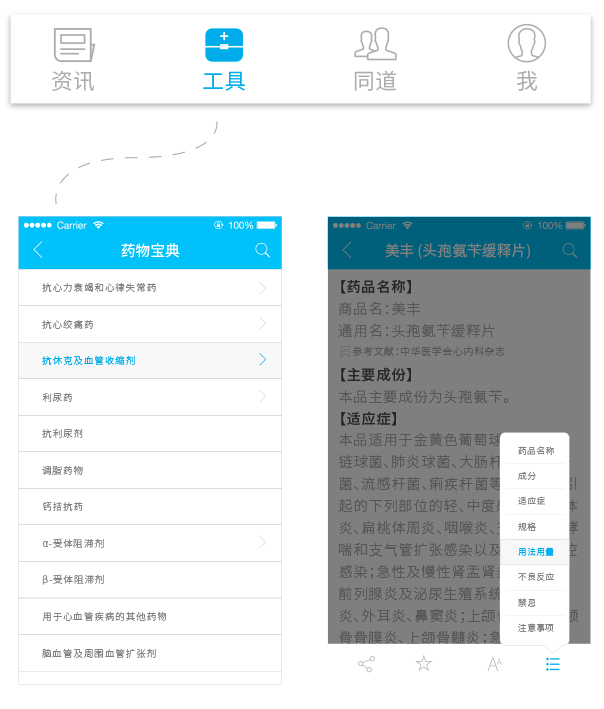 资讯
工具
同道
我
Carrier
100%
药物宝典
抗心力衰竭和心律失常药
抗心绞痛药
抗休克及血管收缩剂
利尿药
抗利尿剂
调脂药物
钙拮抗药
α-受体阻滞剂
β-受体阻滞剂
用于心血管疾病的其他药物
脑血管及周围血管扩张剂
Carrier
100%
美丰 (头孢氨苄缓释片)
【药品名称】
商品名：美丰
通用名：头孢氨苄缓释片
参考文献：中华医学会心内科杂志
【主要成份】
本品主要成份为头孢氨苄。
【适应症】
本品适用于金黄色葡萄球
链球菌、肺炎球菌、大肠杆
菌、流感杆菌、痢疾杆菌等 引
起的下列部位的轻、中度 体
炎、扁桃体周炎、咽喉炎、 哮
喘和支气管扩张感染以及 腔
感染；急性及慢性肾盂肾
前列腺炎及泌尿生殖系统
炎、外耳炎、鼻窦炎；上颌 颌
骨骨膜炎、上颌骨髓炎；急
药品名称
成分
适应症
规格
用法用量
不良反应
禁忌
注意事项
AA